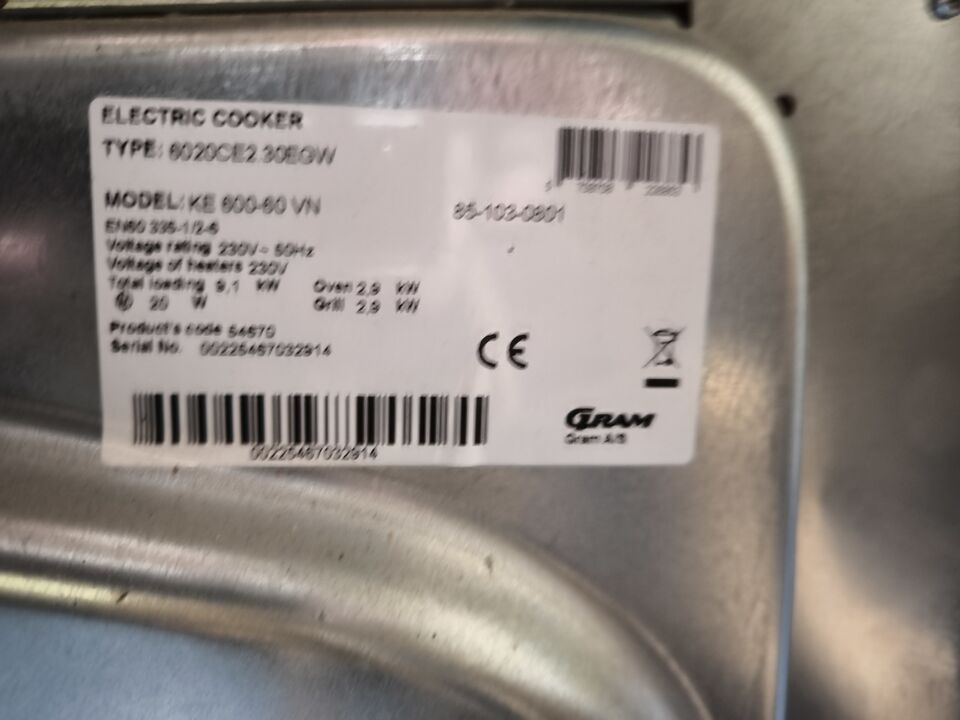 ELECTRIC COOKER
TYPE: 6020CE2.30EGW
MODEL: KE 600-60 VN
85-103-0801
EN60 335-1/2-6
Voltage rating 230V~ 50Hz
Voltage of heaters 230V
Total loading 9,1 kW Oven 2,9 kW
M 20 W Grill 2,9 kW
Product's code 54670
Serial No. 00225467032914
CE
00225467032914
GRAM
Gram A/S